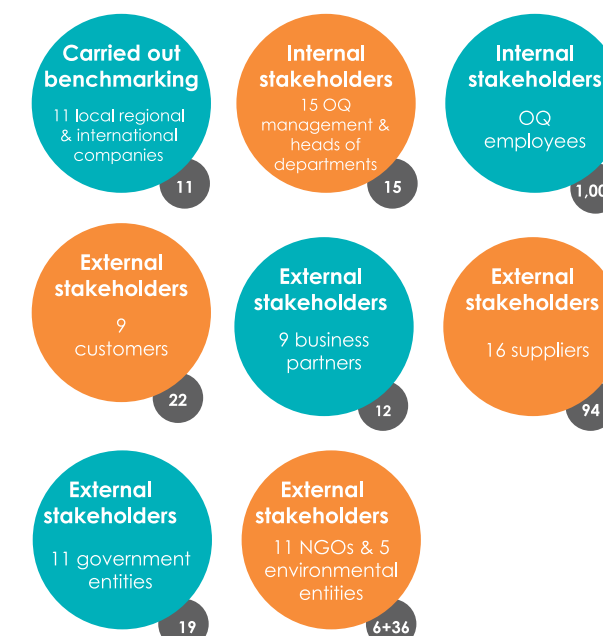 Carried out
benchmarking
11 local regional
& international
companies
11
Internal
stakeholders
15 OQ
management &
heads of
departments
15
Internal
stakeholders
OQ
employees
External
stakeholders
9
customers
22
External
stakeholders
9 business
partners
12
External
stakeholders
16 suppliers
94
External
stakeholders
11 government
entities
19
External
stakeholders
11 NGOs & 5
environmental
entities
6+36